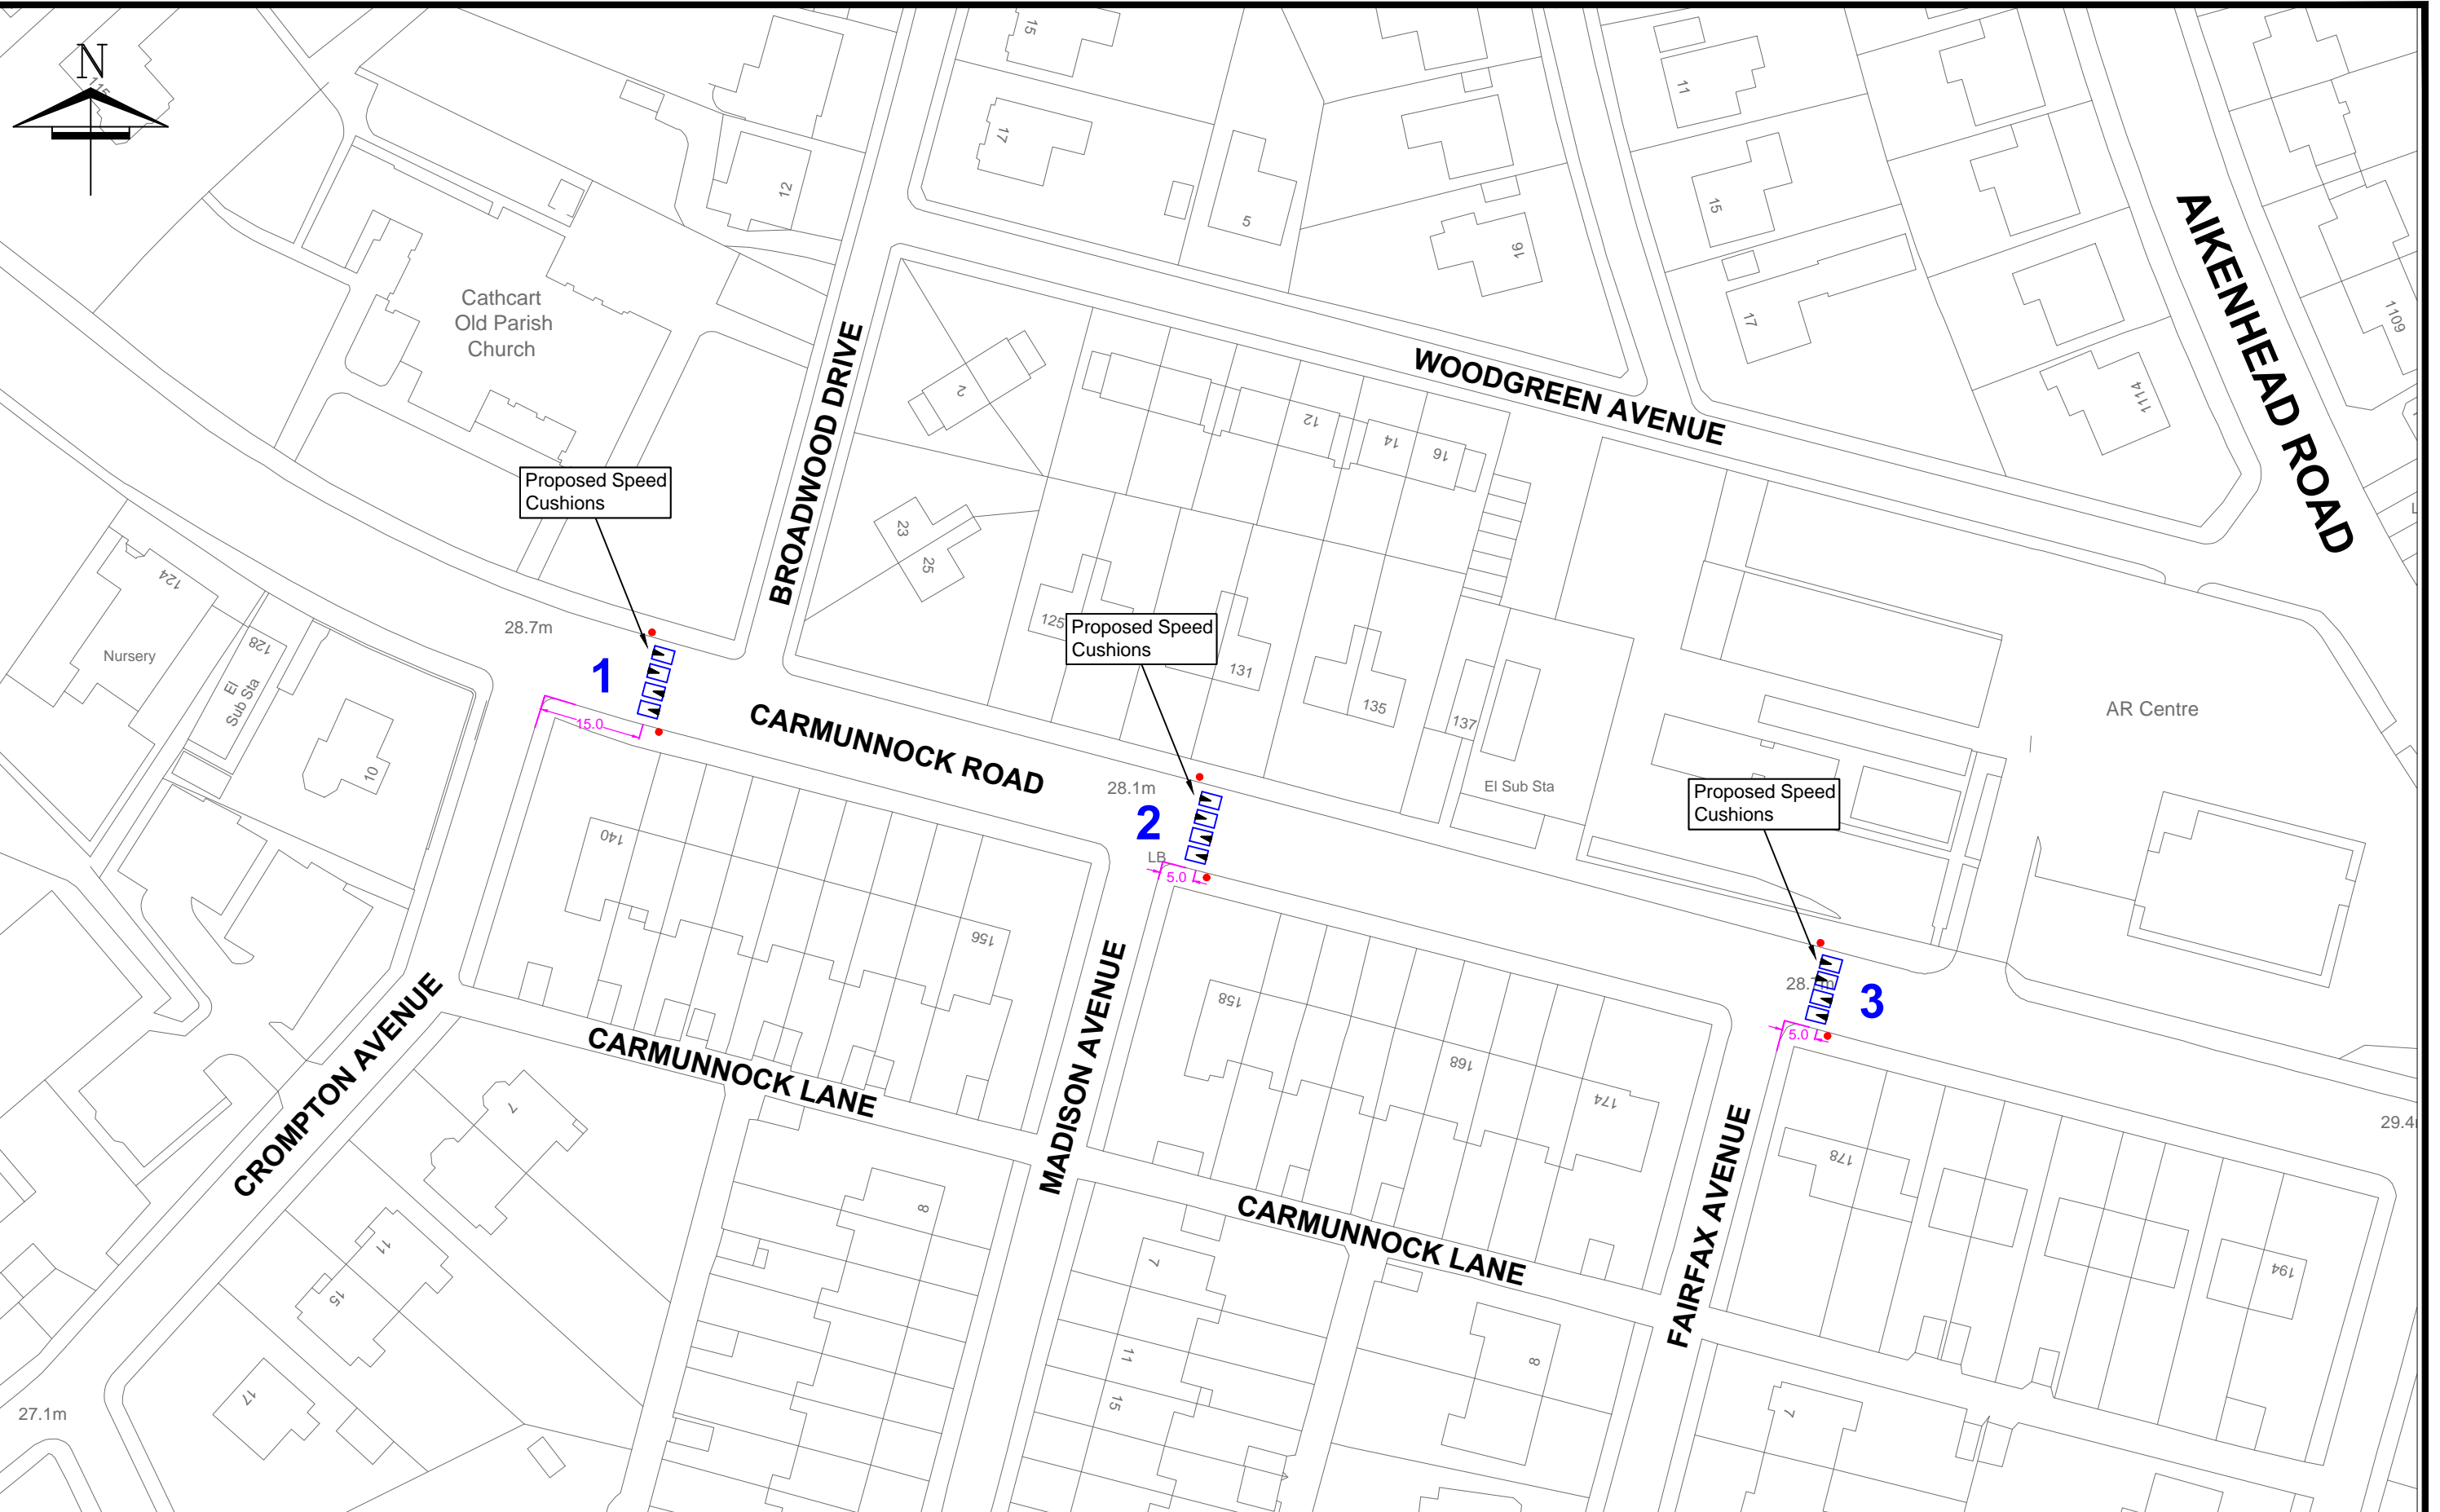 N
15
15
17
12
5
16
11
15
17
AIKENHEAD ROAD
1109
1114
Cathcart
Old Parish
Church
BROADWOOD DRIVE
WOODGREEN AVENUE
2
12
14
16
23
25
Proposed Speed
Cushions
124
Nursery
128
El
Sub Sta
10
28.7m
1
15.0
CARMUNNOCK ROAD
125
Proposed Speed
Cushions
131
135
137
28.1m
2
LB
5.0
El Sub Sta
AR Centre
Proposed Speed
Cushions
3
5.0
29.4
140
156
158
168
174
178
194
CROMPTON AVENUE
CARMUNNOCK LANE
MADISON AVENUE
CARMUNNOCK LANE
FAIRFAX AVENUE
7
11
15
17
27.1m
8
7
11
15
8
7